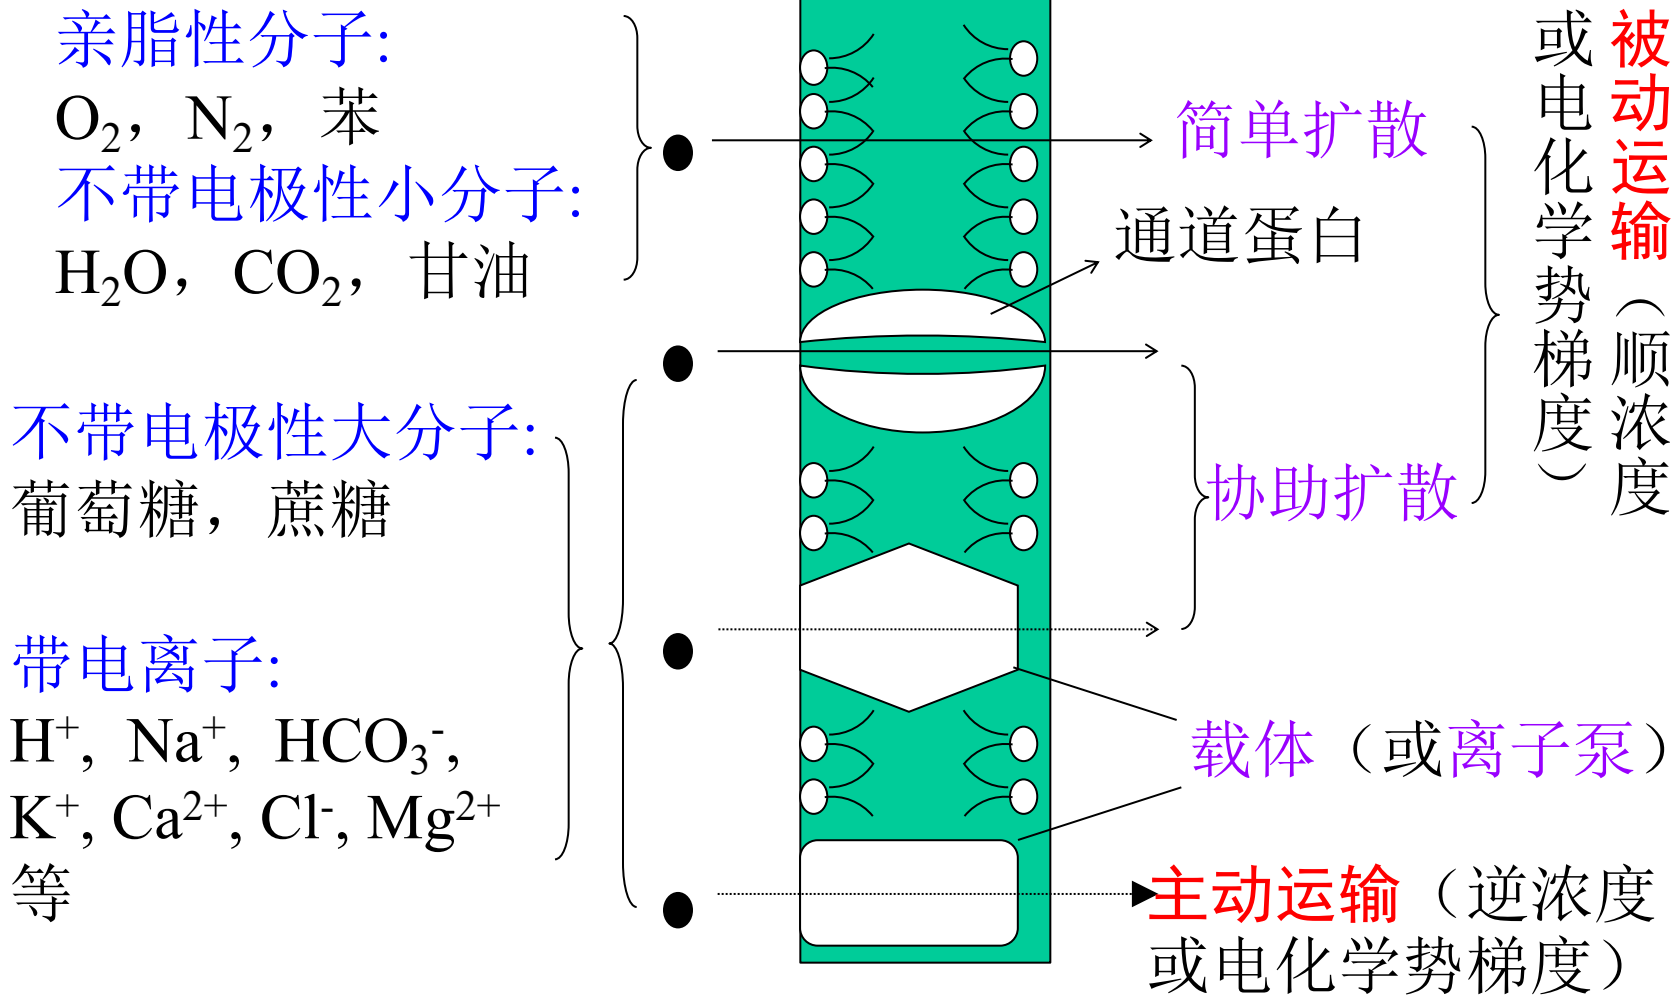 亲脂性分子:
O₂，N₂，苯
不带电极性小分子:
H₂O，CO₂，甘油
不带电极性大分子:
葡萄糖，蔗糖
带电离子:
H⁺, Na⁺, HCO₃⁻,
K⁺, Ca²⁺, Cl⁻, Mg²⁺
等
简单扩散
通道蛋白
协助扩散
载体（或离子泵）
主动运输（逆浓度
或电化学势梯度）
被动运输（顺浓度
或电化学势梯度）